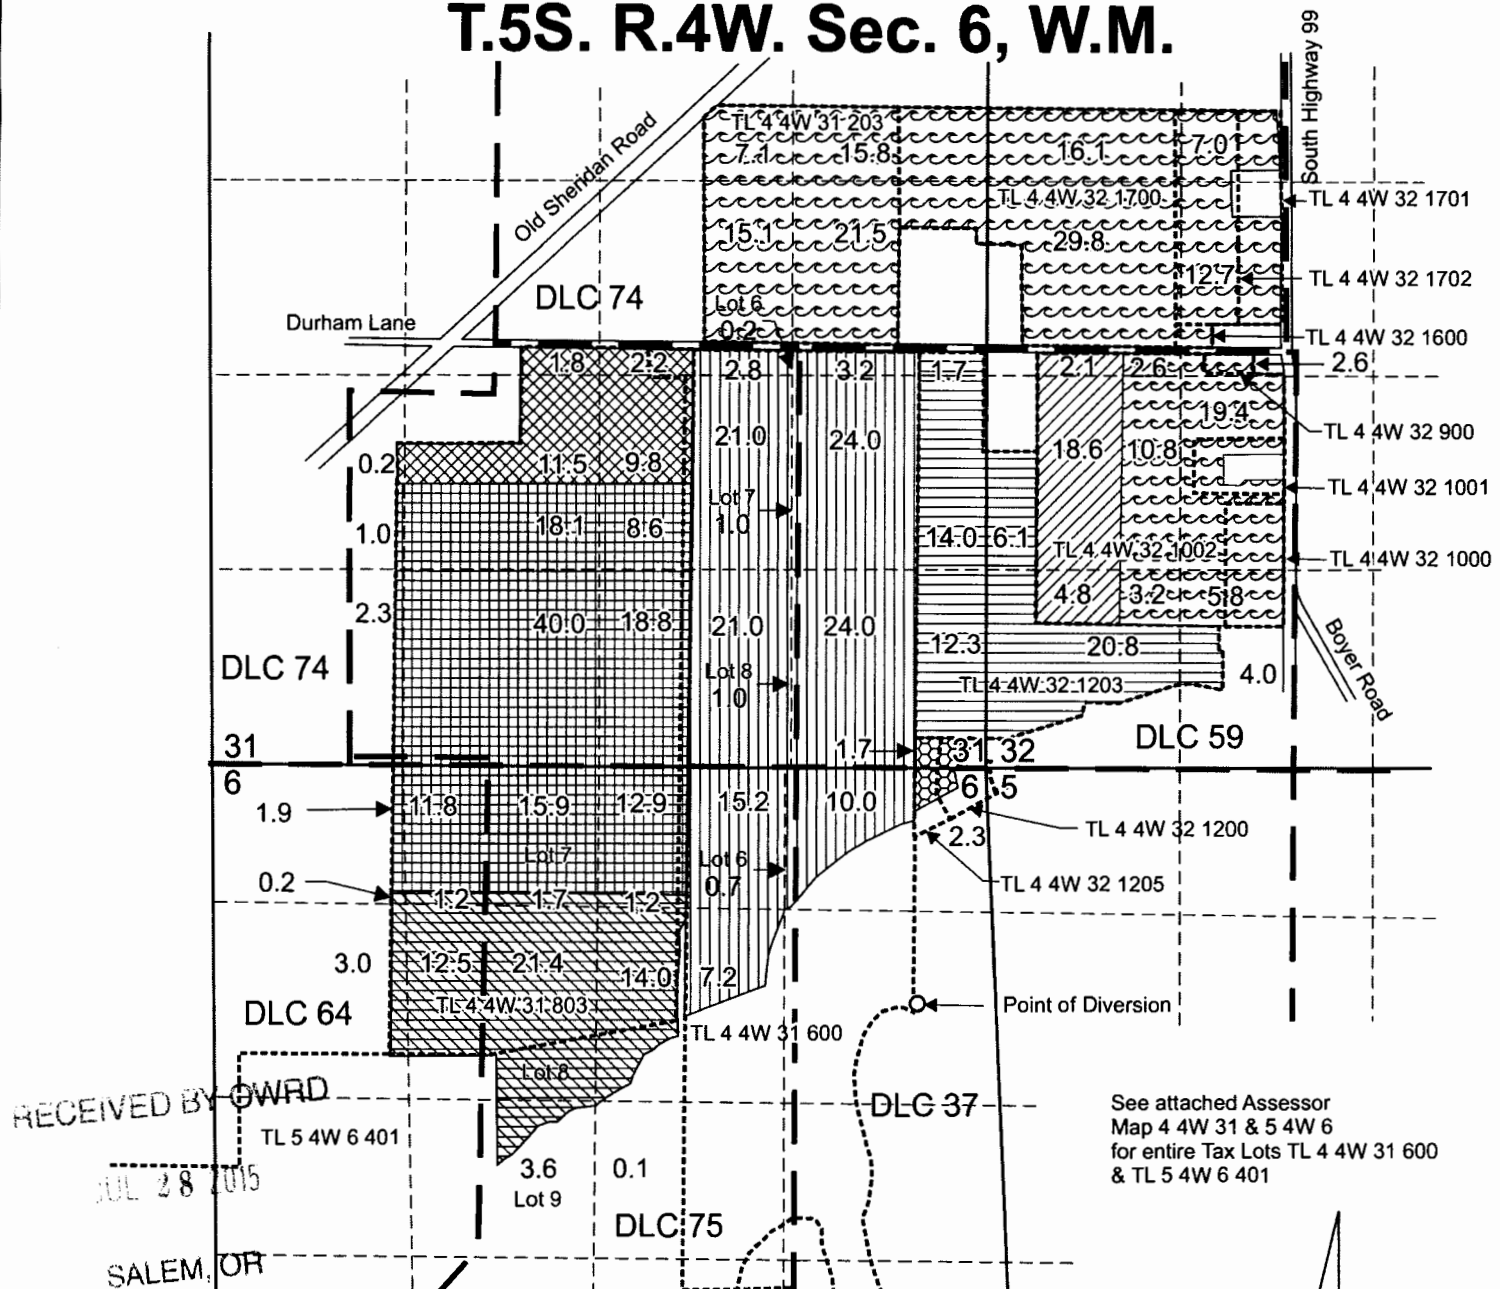 T.5S. R.4W. Sec. 6, W.M.
South Highway 99
Old Sheridan Road
TL 4 4W 31 203
7.1 15.8 16.1 7.0
TL 4 4W 32 1700
TL 4 4W 32 1701
15.1 21.5 29.8
12.7
TL 4 4W 32 1702
DLC 74
Lot 6
0.2
Durham Lane
TL 4 4W 32 1600
1.8 2.2 2.8 3.2 1.7 2.1 2.6 2.6
19.4
TL 4 4W 32 900
21.0 24.0 18.6 10.8
0.2 11.5 9.8
TL 4 4W 32 1001
Lot 7
1.0
1.0 18.1 8.6
14.0 6.1
TL 4 4W 32 1002
TL 4 4W 32 1000
4.8 3.2 5.8
2.3 40.0 18.8 21.0 24.0
12.3 20.8
Boyer Road
DLC 74
Lot 8
1.0
TL 4 4W 32 1203
4.0
DLC 59
31
1.7
31 32
6
6 5
1.9 11.8 15.9 12.9 15.2 10.0
TL 4 4W 32 1200
2.3
Lot 7
Lot 6
0.7
0.2
1.2 1.7 1.2
TL 4 4W 32 1205
3.0 12.5 21.4 14.0 7.2
TL 4 4W 31 803
Point of Diversion
DLC 64
TL 4 4W 31 600
Lot 8
RECEIVED BY OWRD
DLC 37
See attached Assessor
Map 4 4W 31 & 5 4W 6
for entire Tax Lots TL 4 4W 31 600
& TL 5 4W 6 401
TL 5 4W 6 401
JUL 28 2015
3.6 0.1
Lot 9
DLC 75
SALEM, OR